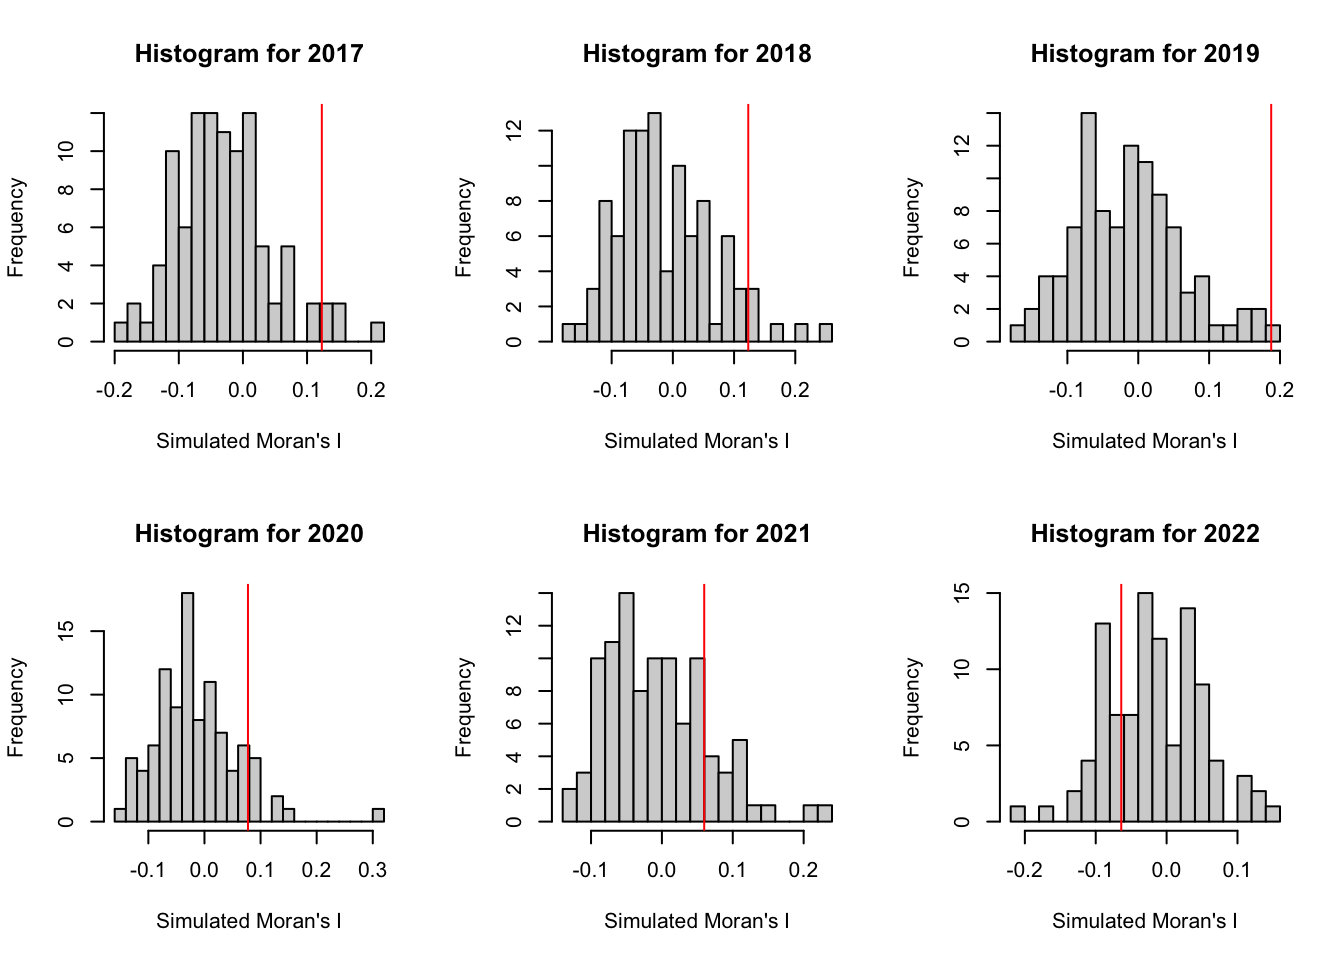 Histogram for 2017
Frequency
0 2 4 6 8 10
-0.2 -0.1 0.0 0.1 0.2
Simulated Moran's I
Histogram for 2018
Frequency
0 2 4 6 8 12
-0.1 0.0 0.1 0.2
Simulated Moran's I
Histogram for 2019
Frequency
0 2 4 6 8 12
-0.1 0.0 0.1 0.2
Simulated Moran's I
Histogram for 2020
Frequency
0 5 10 15
-0.1 0.0 0.1 0.2 0.3
Simulated Moran's I
Histogram for 2021
Frequency
0 2 4 6 8 12
-0.1 0.0 0.1 0.2
Simulated Moran's I
Histogram for 2022
Frequency
0 5 10 15
-0.2 -0.1 0.0 0.1
Simulated Moran's I